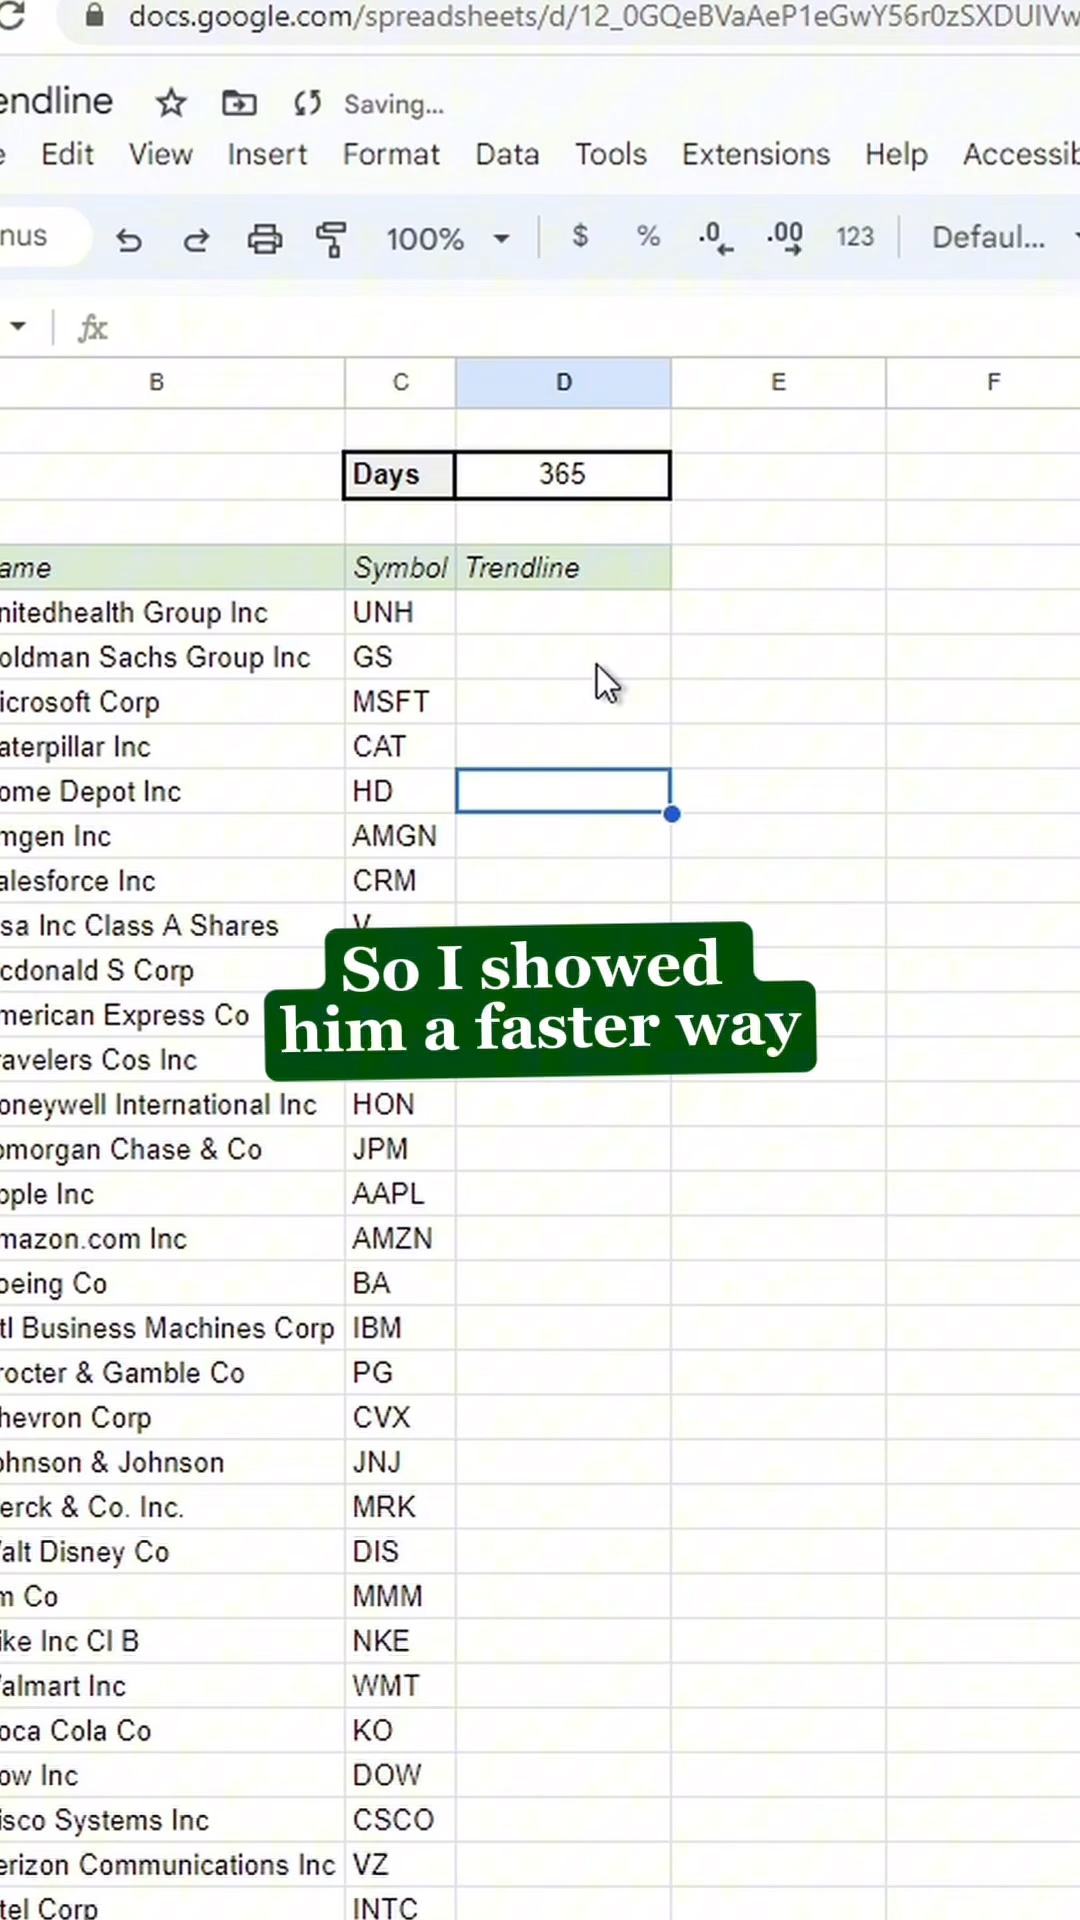 docs.google.com/spreadsheets/d/12_0GQeBVaAeP1eGwY56r0zSXDUIVw
endline Saving...
e Edit View Insert Format Data Tools Extensions Help Accessib
nus 100% $ % .0 .00 123 Defaul...
fx
B C D E F
Days 365
ame Symbol Trendline
nitedhealth Group Inc UNH
oldman Sachs Group Inc GS
icrosoft Corp MSFT
aterpillar Inc CAT
ome Depot Inc HD
mgen Inc AMGN
alesforce Inc CRM
isa Inc Class A Shares V
cdonald S Corp
merican Express Co
ravelers Cos Inc
So I showed
him a faster way
oneywell International Inc HON
pmorgan Chase & Co JPM
pple Inc AAPL
mazon.com Inc AMZN
oeing Co BA
tl Business Machines Corp IBM
rocter & Gamble Co PG
hevron Corp CVX
ohnson & Johnson JNJ
erck & Co. Inc. MRK
alt Disney Co DIS
m Co MMM
ike Inc Cl B NKE
almart Inc WMT
oca Cola Co KO
ow Inc DOW
isco Systems Inc CSCO
erizon Communications Inc VZ
tel Corp INTC